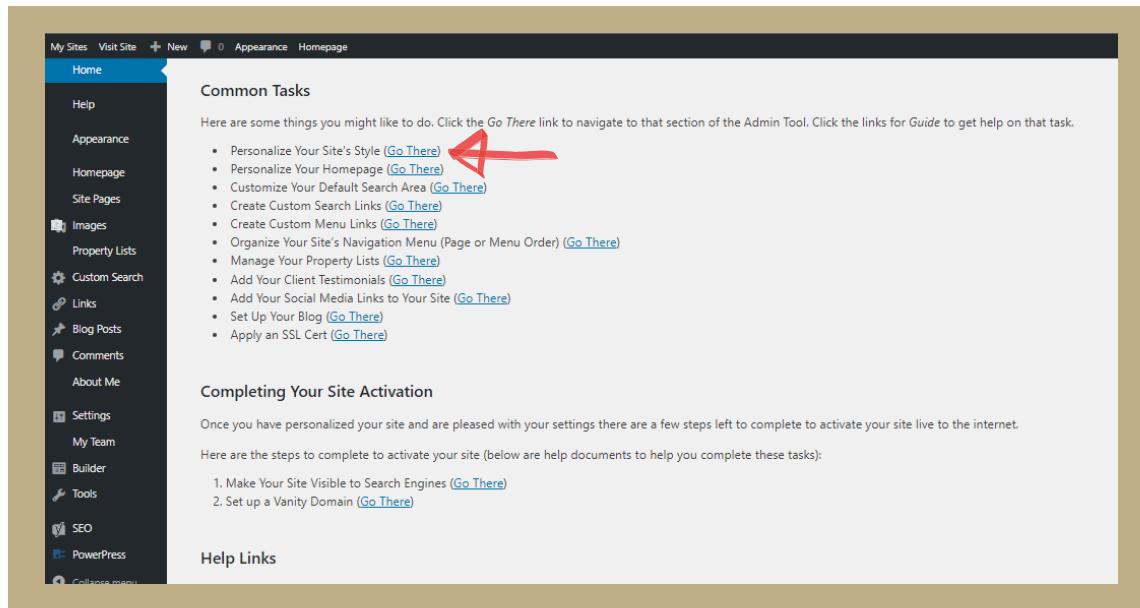 My Sites Visit Site New 0 Appearance Homepage
Home
Help
Appearance
Homepage
Site Pages
Images
Property Lists
Custom Search
Links
Blog Posts
Comments
About Me
Settings
My Team
Builder
Tools
SEO
PowerPress
Collapse menu
Common Tasks
Here are some things you might like to do. Click the Go There link to navigate to that section of the Admin Tool. Click the links for Guide to get help on that task.
Personalize Your Site's Style (Go There)
Personalize Your Homepage (Go There)
Customize Your Default Search Area (Go There)
Create Custom Search Links (Go There)
Create Custom Menu Links (Go There)
Organize Your Site's Navigation Menu (Page or Menu Order) (Go There)
Manage Your Property Lists (Go There)
Add Your Client Testimonials (Go There)
Add Your Social Media Links to Your Site (Go There)
Set Up Your Blog (Go There)
Apply an SSL Cert (Go There)
Completing Your Site Activation
Once you have personalized your site and are pleased with your settings there are a few steps left to complete to activate your site live to the internet.
Here are the steps to complete to activate your site (below are help documents to help you complete these tasks):
1. Make Your Site Visible to Search Engines (Go There)
2. Set up a Vanity Domain (Go There)
Help Links